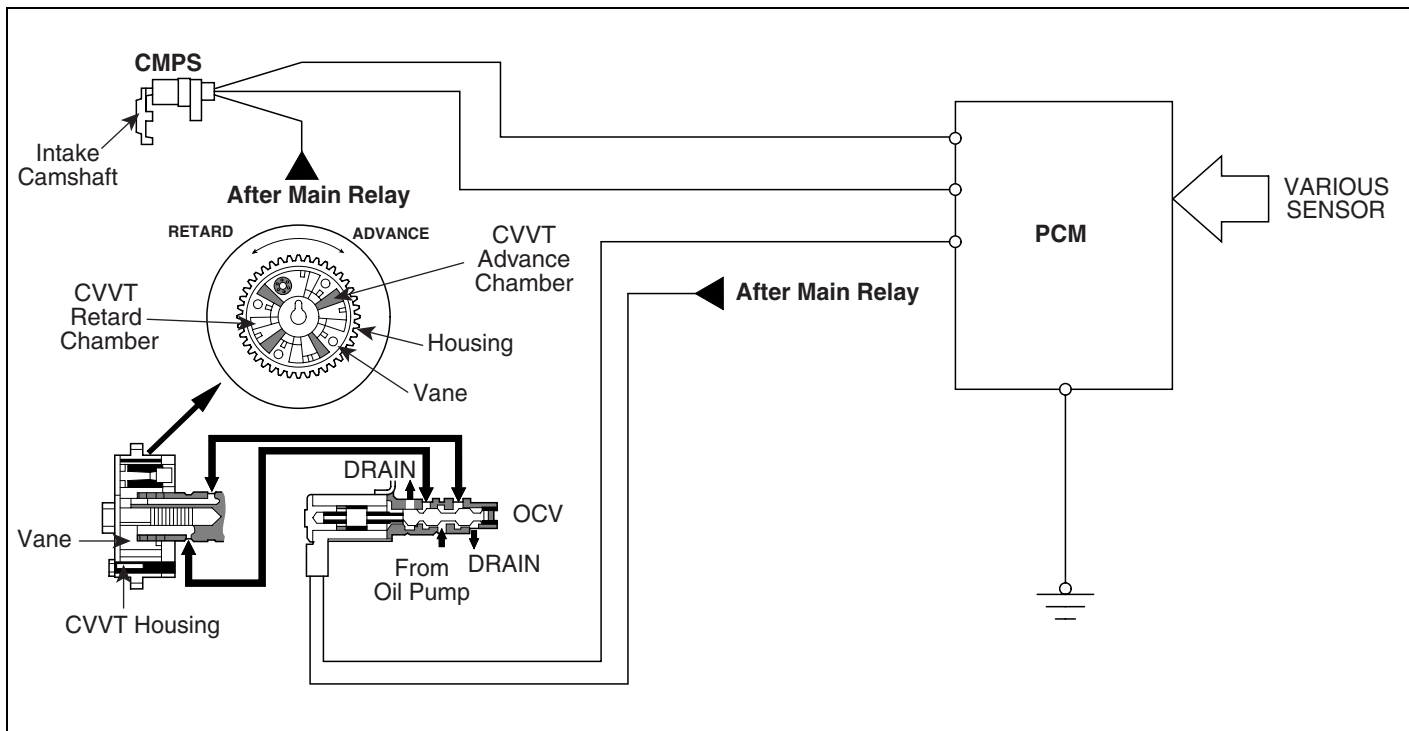 CMPS
Intake
Camshaft
After Main Relay
RETARD
ADVANCE
CVVT
Advance
Chamber
CVVT
Retard
Chamber
Housing
Vane
After Main Relay
PCM
VARIOUS
SENSOR
DRAIN
OCV
Vane
From
Oil Pump
DRAIN
CVVT Housing